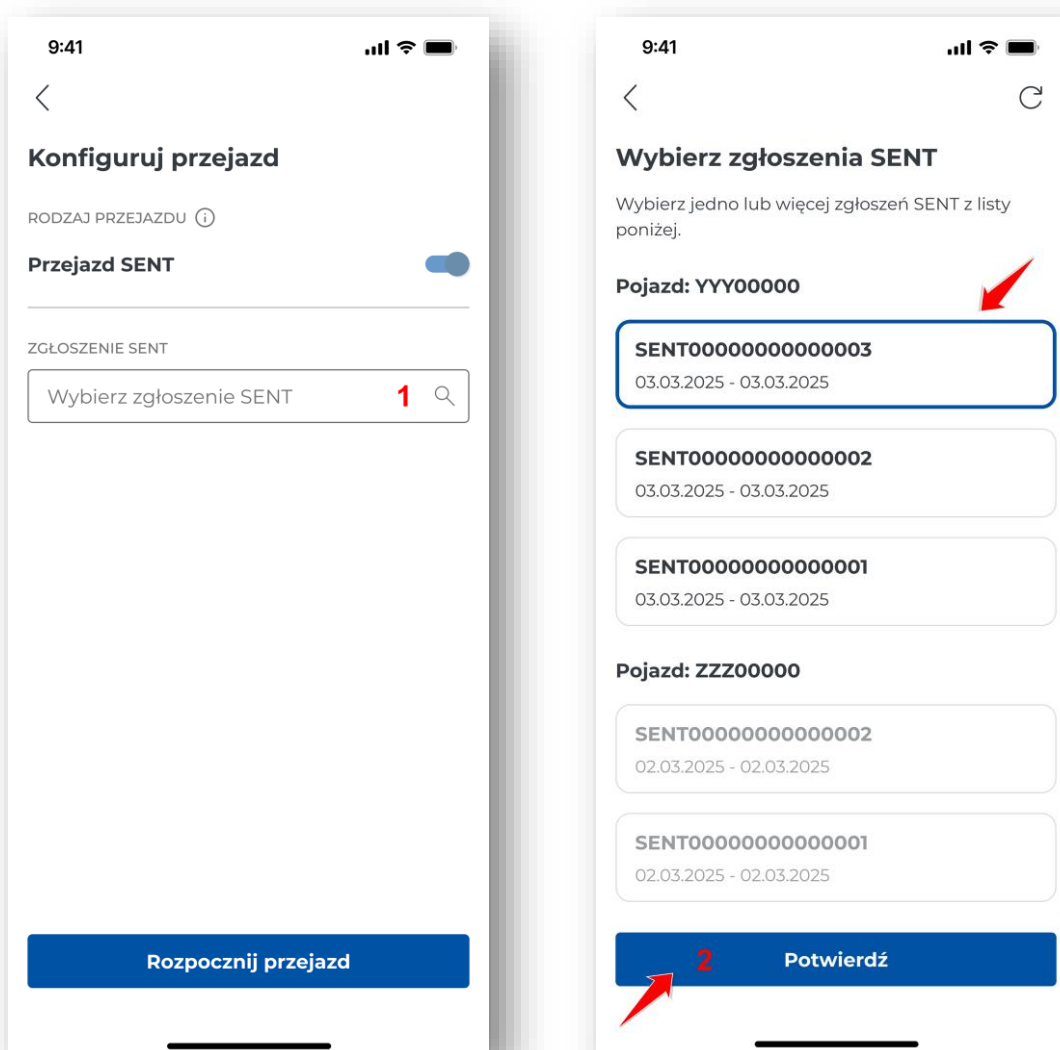 9:41
Konfiguruj przejazd
RODZAJ PRZEJAZDU
Przejazd SENT
ZGŁOSZENIE SENT
Wybierz zgłoszenie SENT 1
Rozpocznij przejazd
9:41
Wybierz zgłoszenia SENT
Wybierz jedno lub więcej zgłoszeń SENT z listy
poniżej.
Pojazd: YYY00000
SENT00000000000003
03.03.2025 - 03.03.2025
SENT00000000000002
03.03.2025 - 03.03.2025
SENT00000000000001
03.03.2025 - 03.03.2025
Pojazd: ZZZ00000
SENT00000000000002
02.03.2025 - 02.03.2025
SENT00000000000001
02.03.2025 - 02.03.2025
2 Potwierdź